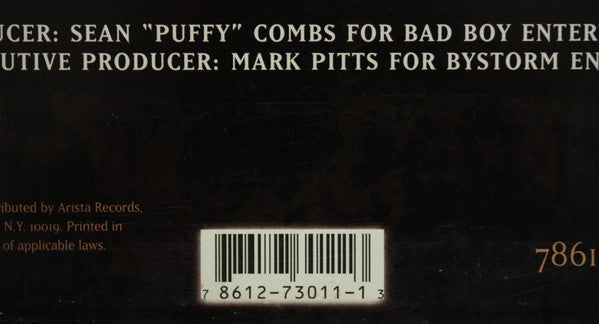 UCER: SEAN "PUFFY" COMBS FOR BAD BOY ENTER
UTIVE PRODUCER: MARK PITTS FOR BYSTORM EN
ributed by Arista Records,
N.Y. 10019. Printed in
of applicable laws.
7 8612-73011-1 3
7861